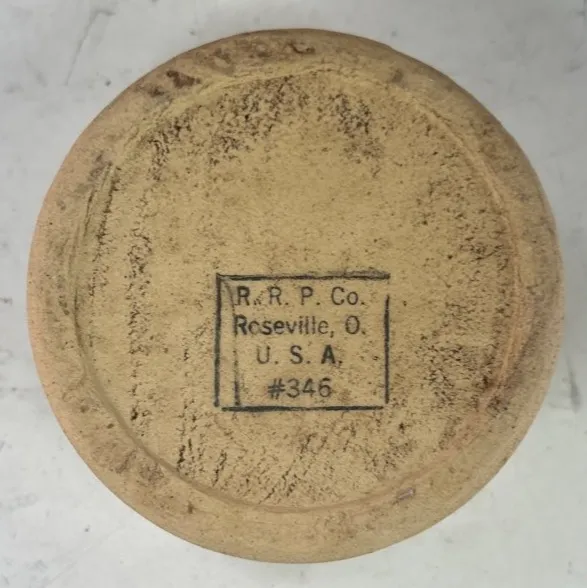 R. R. P. Co.
Roseville, O.
U. S. A.
#346